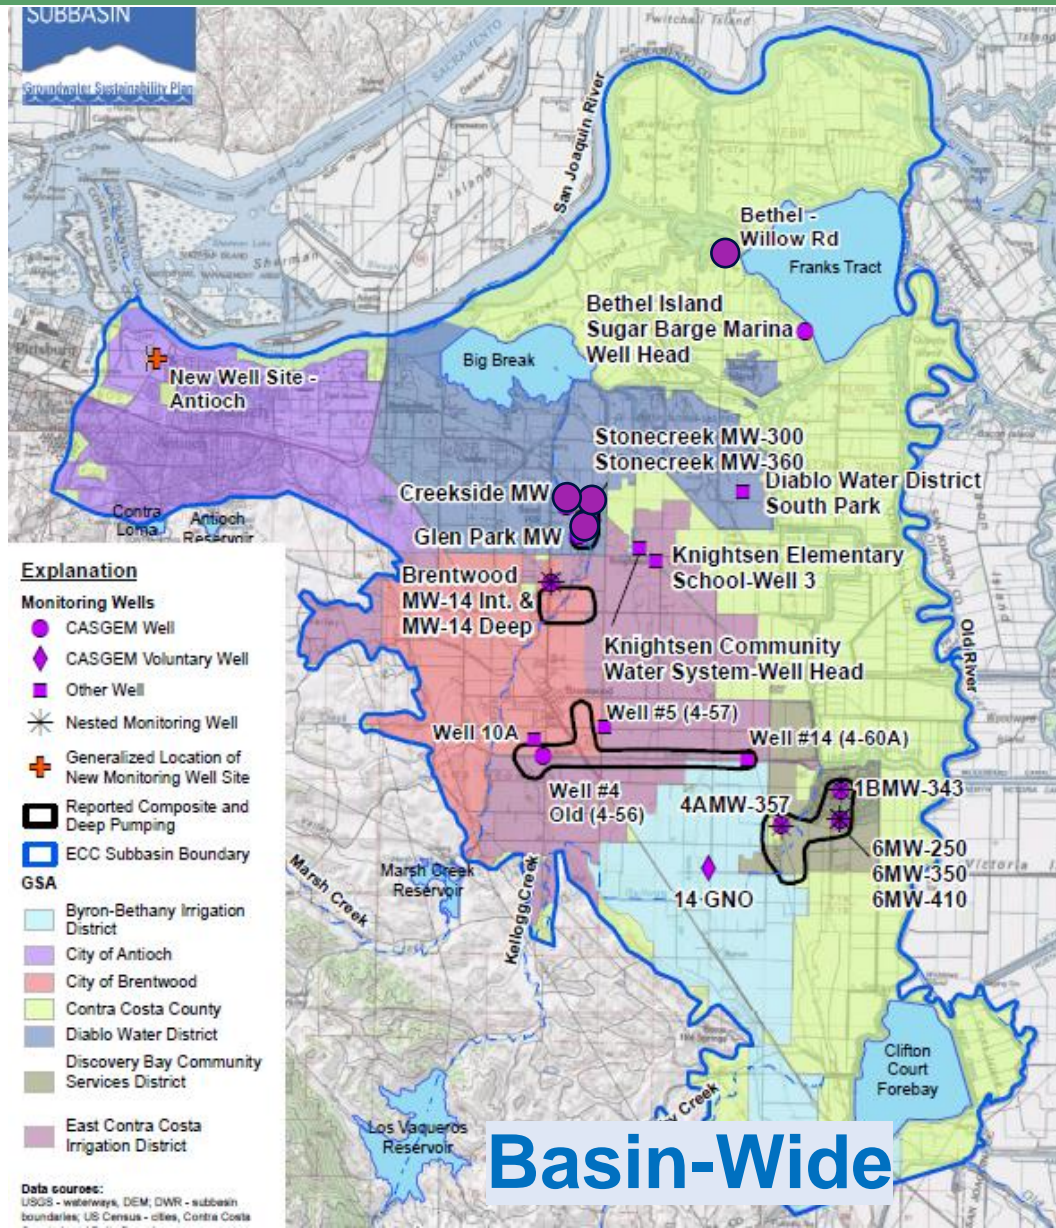 SUBBASIN
Groundwater Sustainability Plan
SACRAMENTO
San Joaquin River
Sherman
Bethel -
Willow Rd
Franks Tract
Bethel Island
Sugar Barge Marina
Well Head
Big Break
Pittsburg
New Well Site -
Antioch
Stonecreek MW-300
Stonecreek MW-360
Diablo Water District
South Park
Creekside MW
Glen Park MW
Contra
Loma
Antioch
Reservoir
Knightsen Elementary
School-Well 3
Brentwood
MW-14 Int. &
MW-14 Deep
Knightsen Community
Water System-Well Head
Old River
Well #5 (4-57)
Well 10A
Well #14 (4-60A)
Well #4
Old (4-56)
4AMW-357
1BMW-343
6MW-250
6MW-350
6MW-410
14 GNO
Marsh Creek
Marsh Creek
Reservoir
Kellogg Creek
Clifton
Court
Forebay
Los Vaqueros
Reservoir
Creek
Explanation
Monitoring Wells
CASGEM Well
CASGEM Voluntary Well
Other Well
Nested Monitoring Well
Generalized Location of
New Monitoring Well Site
Reported Composite and
Deep Pumping
ECC Subbasin Boundary
GSA
Byron-Bethany Irrigation
District
City of Antioch
City of Brentwood
Contra Costa County
Diablo Water District
Discovery Bay Community
Services District
East Contra Costa
Irrigation District
Data sources:
USGS - waterways, DEM; DWR - subbasin
boundaries; US Census - cities, Contra Costa
Basin-Wide